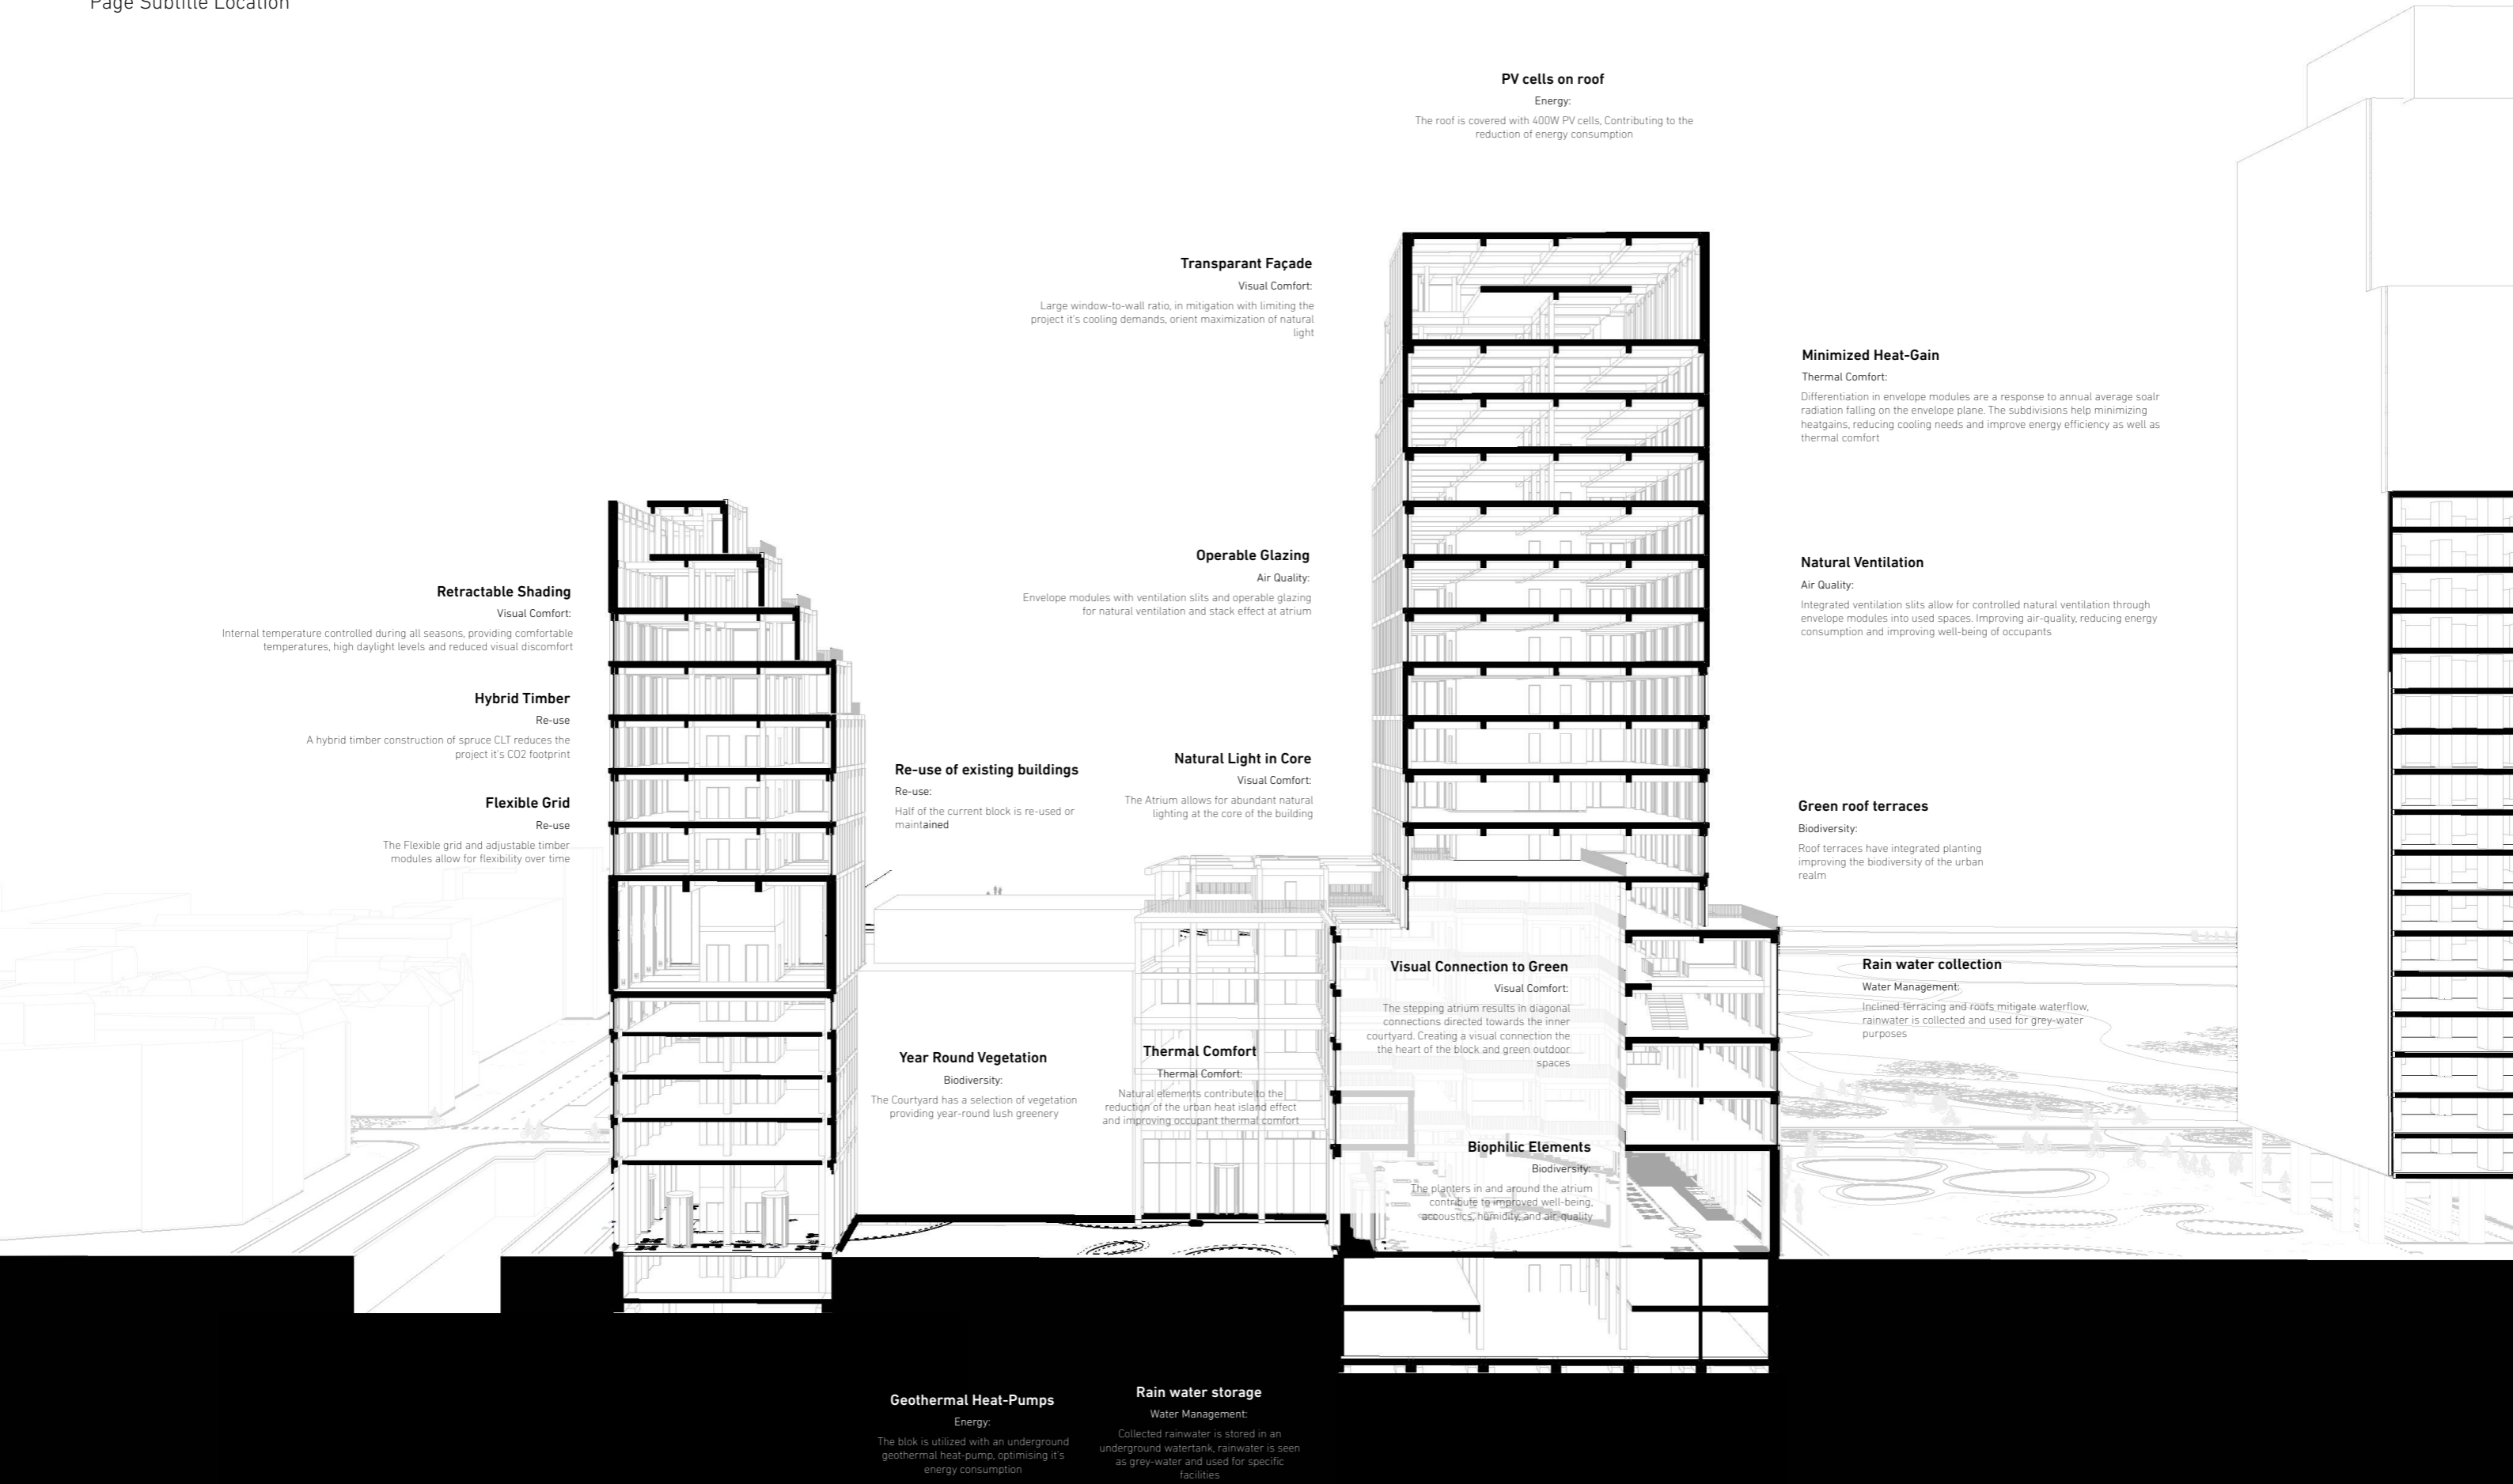 Page Subtitle Location
PV cells on roof
Energy:
The roof is covered with 400W PV cells, Contributing to the
reduction of energy consumption
Transparant Façade
Visual Comfort:
Large window-to-wall ratio, in mitigation with limiting the
project it's cooling demands, orient maximization of natural
light
Minimized Heat-Gain
Thermal Comfort:
Differentiation in envelope modules are a response to annual average soalr
radiation falling on the envelope plane. The subdivisions help minimizing
heatgains, reducing cooling needs and improve energy efficiency as well as
thermal comfort
Operable Glazing
Air Quality:
Envelope modules with ventilation slits and operable glazing
for natural ventilation and stack effect at atrium
Natural Ventilation
Air Quality:
Integrated ventilation slits allow for controlled natural ventilation through
envelope modules into used spaces. Improving air-quality, reducing energy
consumption and improving well-being of occupants
Retractable Shading
Visual Comfort:
Internal temperature controlled during all seasons, providing comfortable
temperatures, high daylight levels and reduced visual discomfort
Hybrid Timber
Re-use
A hybrid timber construction of spruce CLT reduces the
project it's CO2 footprint
Flexible Grid
Re-use
The Flexible grid and adjustable timber
modules allow for flexibility over time
Re-use of existing buildings
Re-use:
Half of the current block is re-used or
maintained
Natural Light in Core
Visual Comfort:
The Atrium allows for abundant natural
lighting at the core of the building
Green roof terraces
Biodiversity:
Roof terraces have integrated planting
improving the biodiversity of the urban
realm
Visual Connection to Green
Visual Comfort:
The stepping atrium results in diagonal
connections directed towards the inner
courtyard. Creating a visual connection the
the heart of the block and green outdoor
spaces
Rain water collection
Water Management:
Inclined terracing and roofs mitigate waterflow,
rainwater is collected and used for grey-water
purposes
Year Round Vegetation
Biodiversity:
The Courtyard has a selection of vegetation
providing year-round lush greenery
Thermal Comfort
Thermal Comfort:
Natural elements contribute to the
reduction of the urban heat island effect
and improving occupant thermal comfort
Biophilic Elements
Biodiversity:
The planters in and around the atrium
contribute to improved well-being,
accoustics, humidity, and air-quality
Geothermal Heat-Pumps
Energy:
The blok is utilized with an underground
geothermal heat-pump, optimising it's
energy consumption
Rain water storage
Water Management:
Collected rainwater is stored in an
underground watertank, rainwater is seen
as grey-water and used for specific
facilities